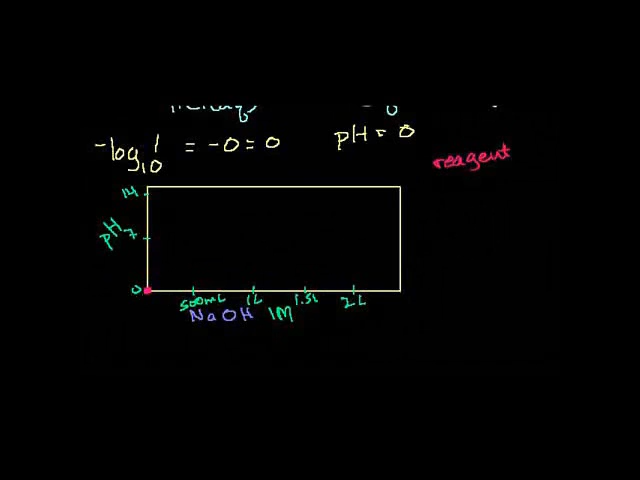 -log₁₀ 1 = -0 = 0
pH = 0
reagent
14
pH 7
0
500mL 1L 1.5L 2L
NaOH 1M